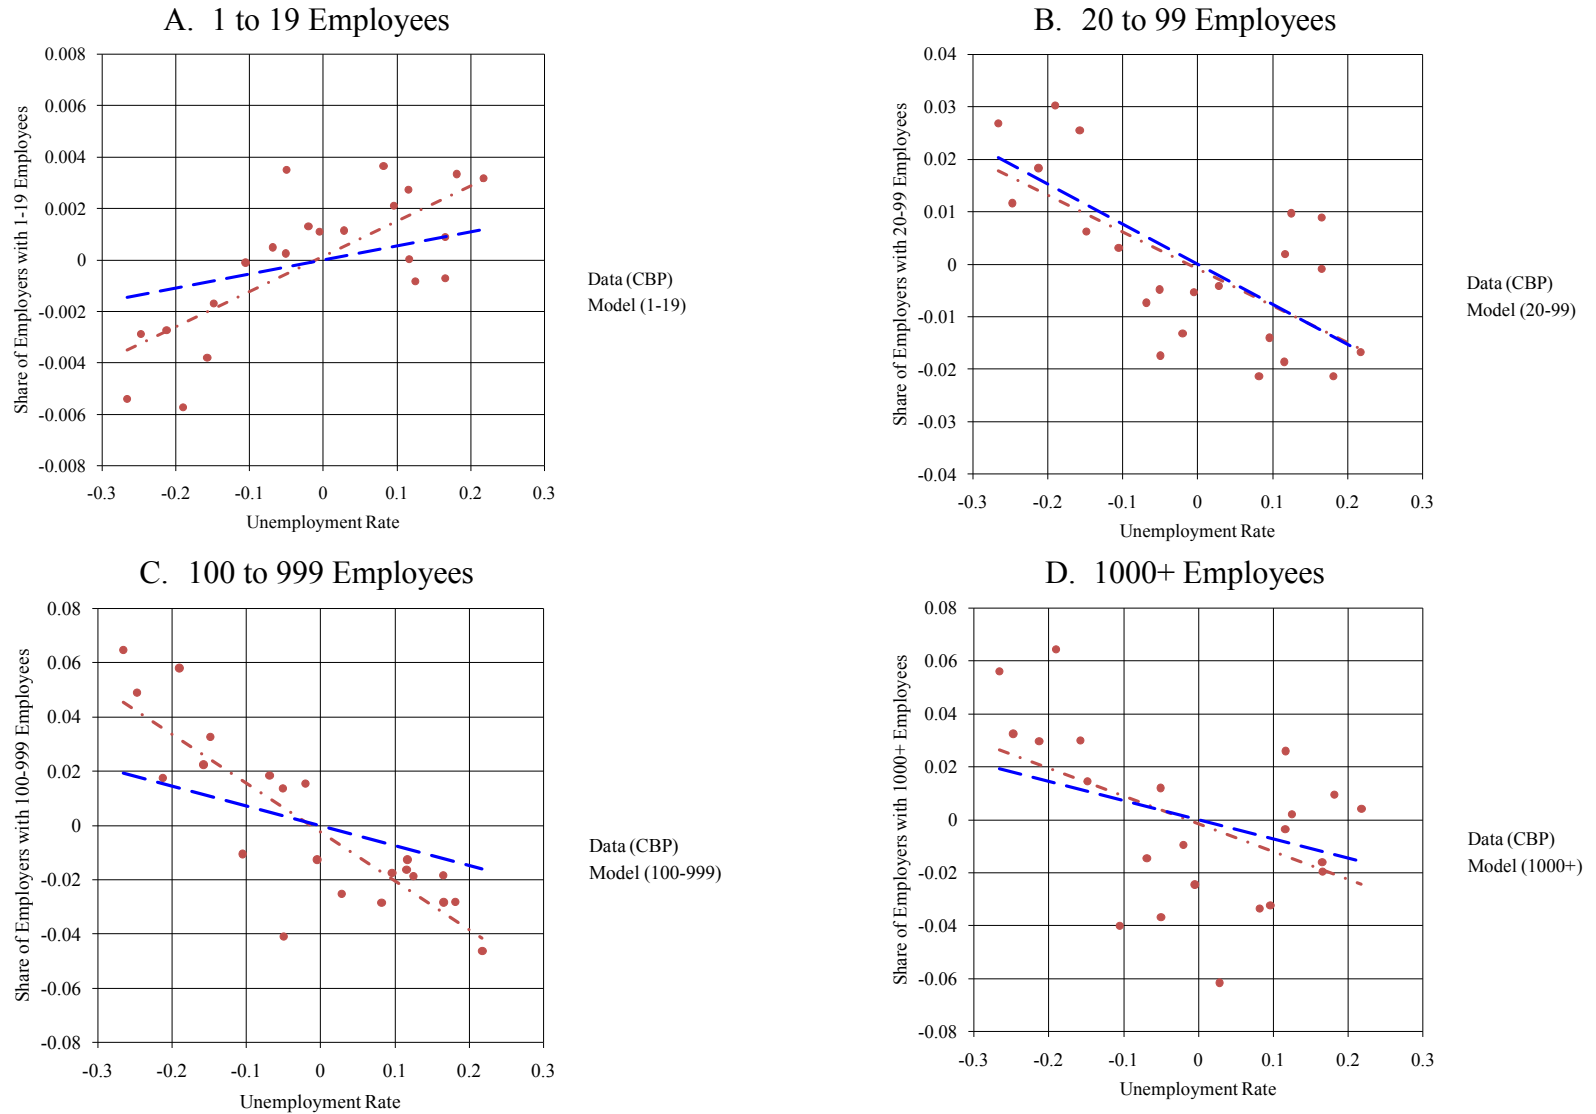 A. 1 to 19 Employees
0.008
0.006
0.004
0.002
0
-0.002
-0.004
-0.006
-0.008
-0.3 -0.2 -0.1 0 0.1 0.2 0.3
Share of Employers with 1-19 Employees
Unemployment Rate
Data (CBP)
Model (1-19)
B. 20 to 99 Employees
0.04
0.03
0.02
0.01
0
-0.01
-0.02
-0.03
-0.04
-0.3 -0.2 -0.1 0 0.1 0.2 0.3
Share of Employers with 20-99 Employees
Unemployment Rate
Data (CBP)
Model (20-99)
C. 100 to 999 Employees
0.08
0.06
0.04
0.02
0
-0.02
-0.04
-0.06
-0.08
-0.3 -0.2 -0.1 0 0.1 0.2 0.3
Share of Employers with 100-999 Employees
Unemployment Rate
Data (CBP)
Model (100-999)
D. 1000+ Employees
0.08
0.06
0.04
0.02
0
-0.02
-0.04
-0.06
-0.08
-0.3 -0.2 -0.1 0 0.1 0.2 0.3
Share of Employers with 1000+ Employees
Unemployment Rate
Data (CBP)
Model (1000+)